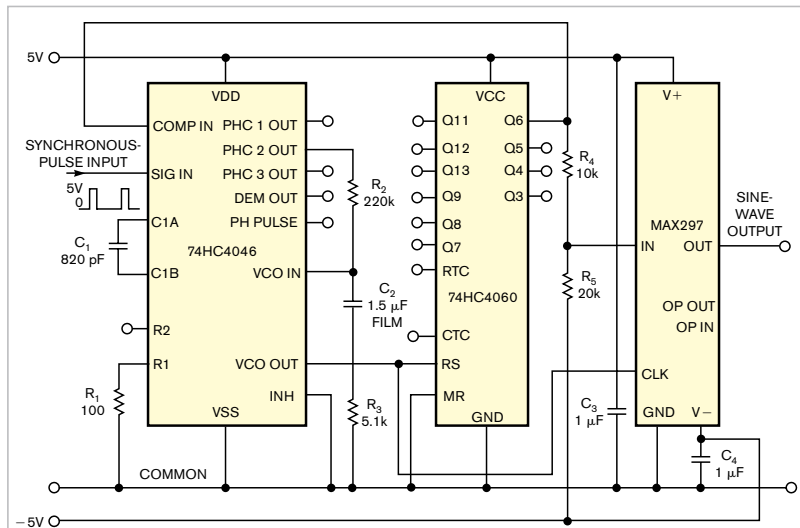 5V
VDD
COMP IN
PHC 1 OUT
SYNCHRONOUS-
PULSE INPUT
PHC 2 OUT
SIG IN
PHC 3 OUT
5V
0
DEM OUT
C1A
PH PULSE
C1
820 pF
74HC4046
C1B
VCO IN
R2
R1
VCO OUT
INH
R1
100
VSS
COMMON
−5V
R2
220k
C2
1.5 µF
FILM
R3
5.1k
VCC
Q11
Q6
Q12
Q5
Q13
Q4
Q9
Q3
Q8
Q7
RTC
74HC4060
CTC
RS
MR
GND
R4
10k
R5
20k
C3
1 µF
V+
MAX297
IN
OUT
OP OUT
OP IN
CLK
GND
V−
C4
1 µF
SINE-
WAVE
OUTPUT